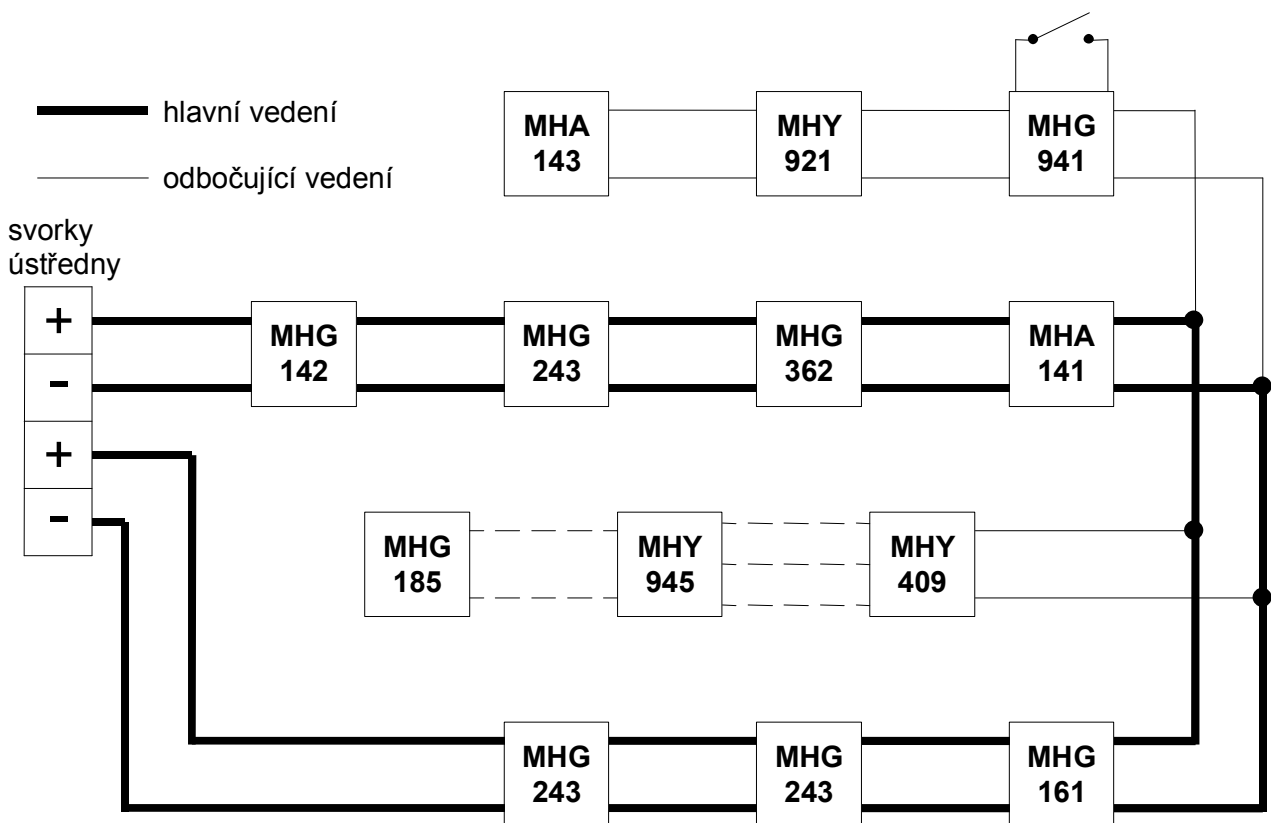 hlavní vedení
odbočující vedení
MHA
143
MHY
921
MHG
941
svorky
ústředny
+
-
+
-
MHG
142
MHG
243
MHG
362
MHA
141
MHG
185
MHY
945
MHY
409
MHG
243
MHG
243
MHG
161